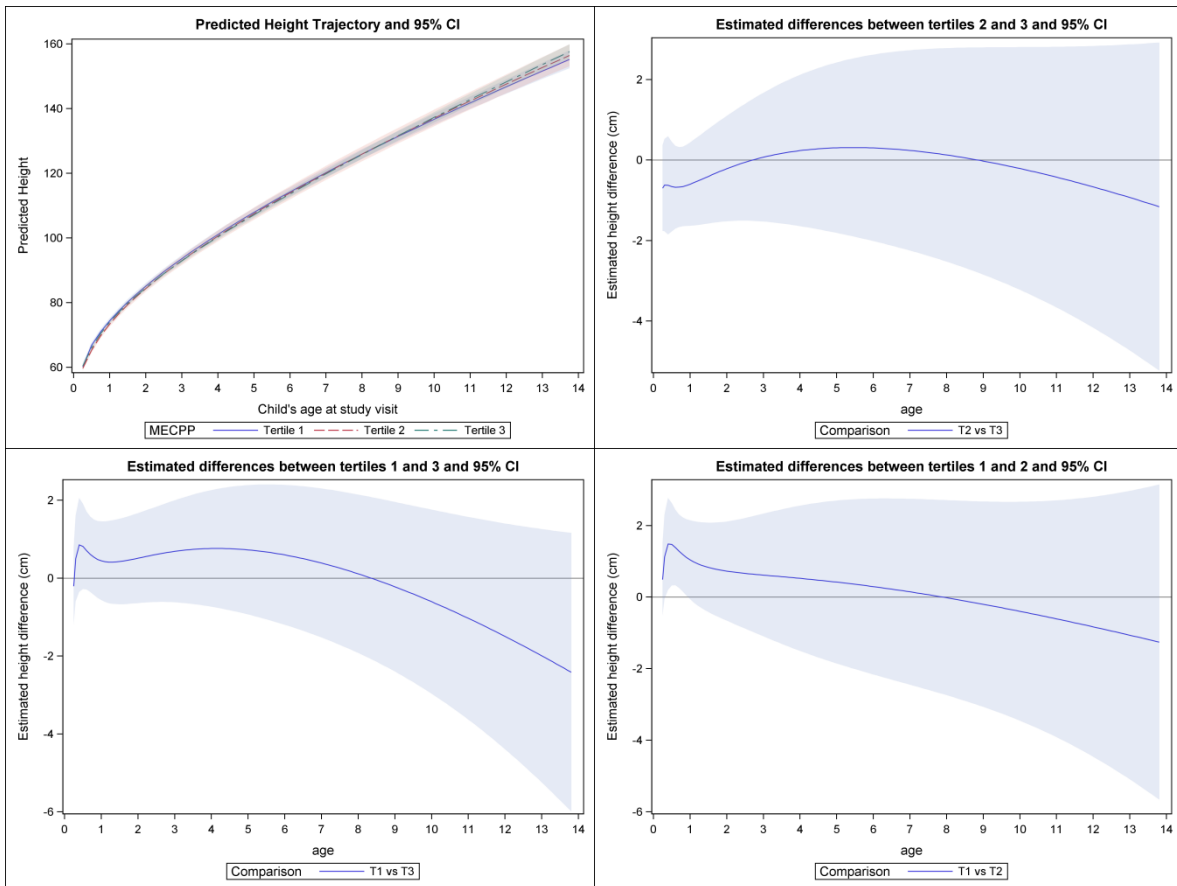 Predicted Height Trajectory and 95% CI
160
140
120
100
80
60
Predicted Height
0 1 2 3 4 5 6 7 8 9 10 11 12 13 14
Child's age at study visit
MECPP Tertile 1 Tertile 2 Tertile 3
Estimated differences between tertiles 2 and 3 and 95% CI
2
0
-2
-4
Estimated height difference (cm)
0 1 2 3 4 5 6 7 8 9 10 11 12 13 14
age
Comparison T2 vs T3
Estimated differences between tertiles 1 and 3 and 95% CI
2
0
-2
-4
-6
Estimated height difference (cm)
0 1 2 3 4 5 6 7 8 9 10 11 12 13 14
age
Comparison T1 vs T3
Estimated differences between tertiles 1 and 2 and 95% CI
2
0
-2
-4
-6
Estimated height difference (cm)
0 1 2 3 4 5 6 7 8 9 10 11 12 13 14
age
Comparison T1 vs T2